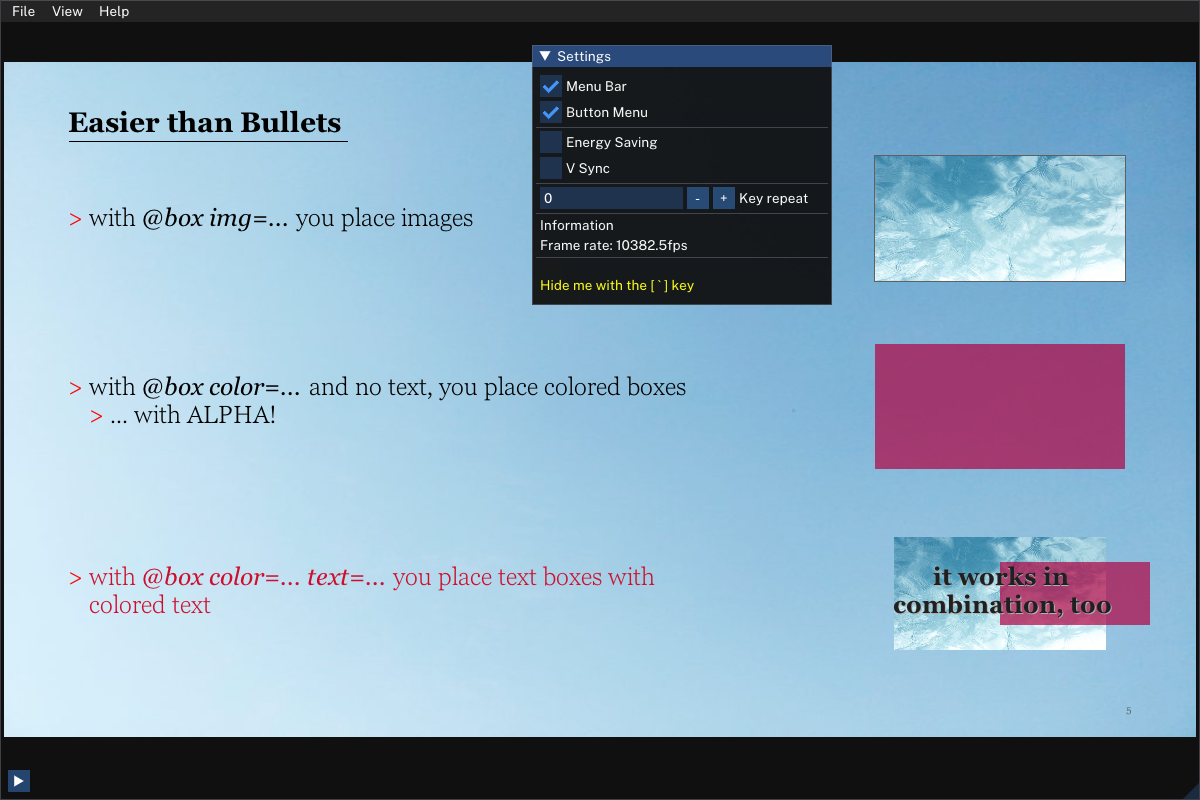 File View Help
Settings
Menu Bar
Button Menu
Energy Saving
V Sync
0 - + Key repeat
Information
Frame rate: 10382.5fps
Hide me with the [`] key
Easier than Bullets
> with @box img=... you place images
> with @box color=... and no text, you place colored boxes
> ... with ALPHA!
> with @box color=... text=... you place text boxes with
colored text
it works in
combination, too
5